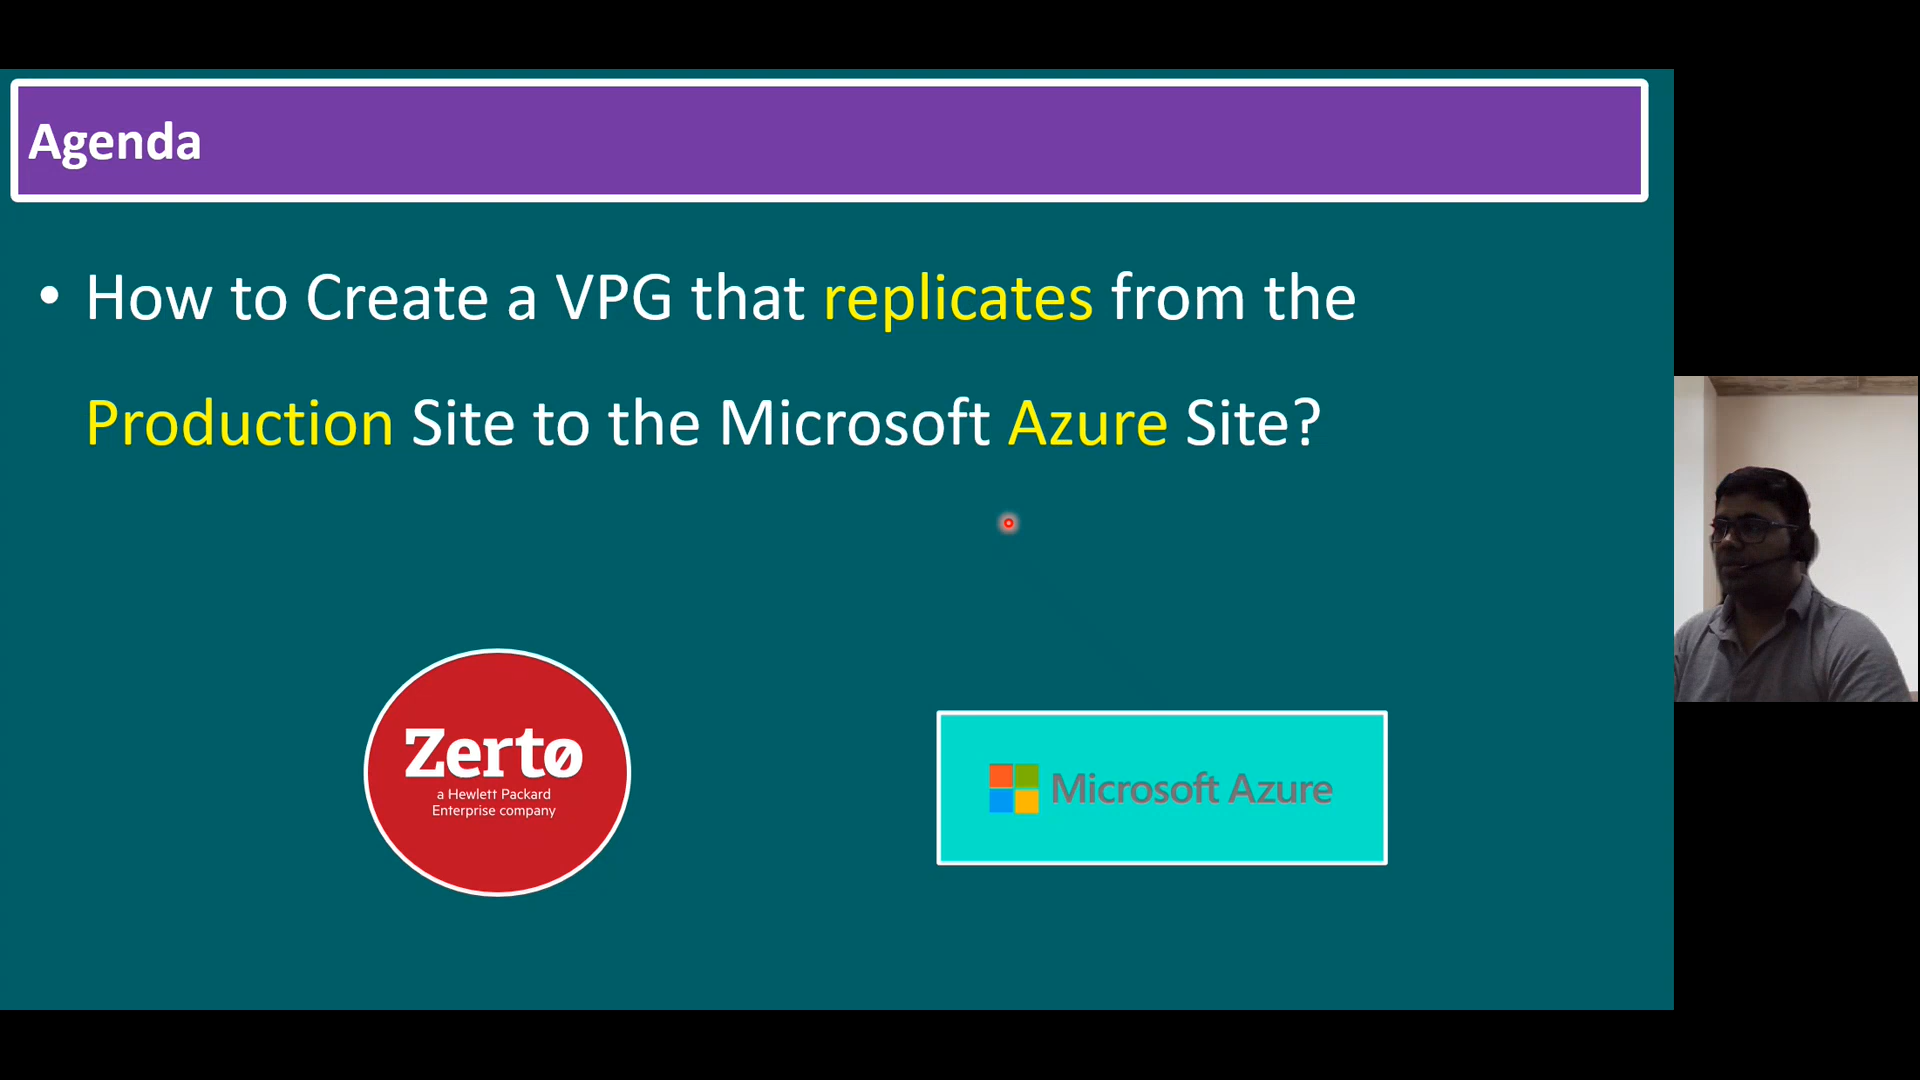 Agenda
• How to Create a VPG that replicates from the
Production Site to the Microsoft Azure Site?
Zertø
a Hewlett Packard
Enterprise company
Microsoft Azure